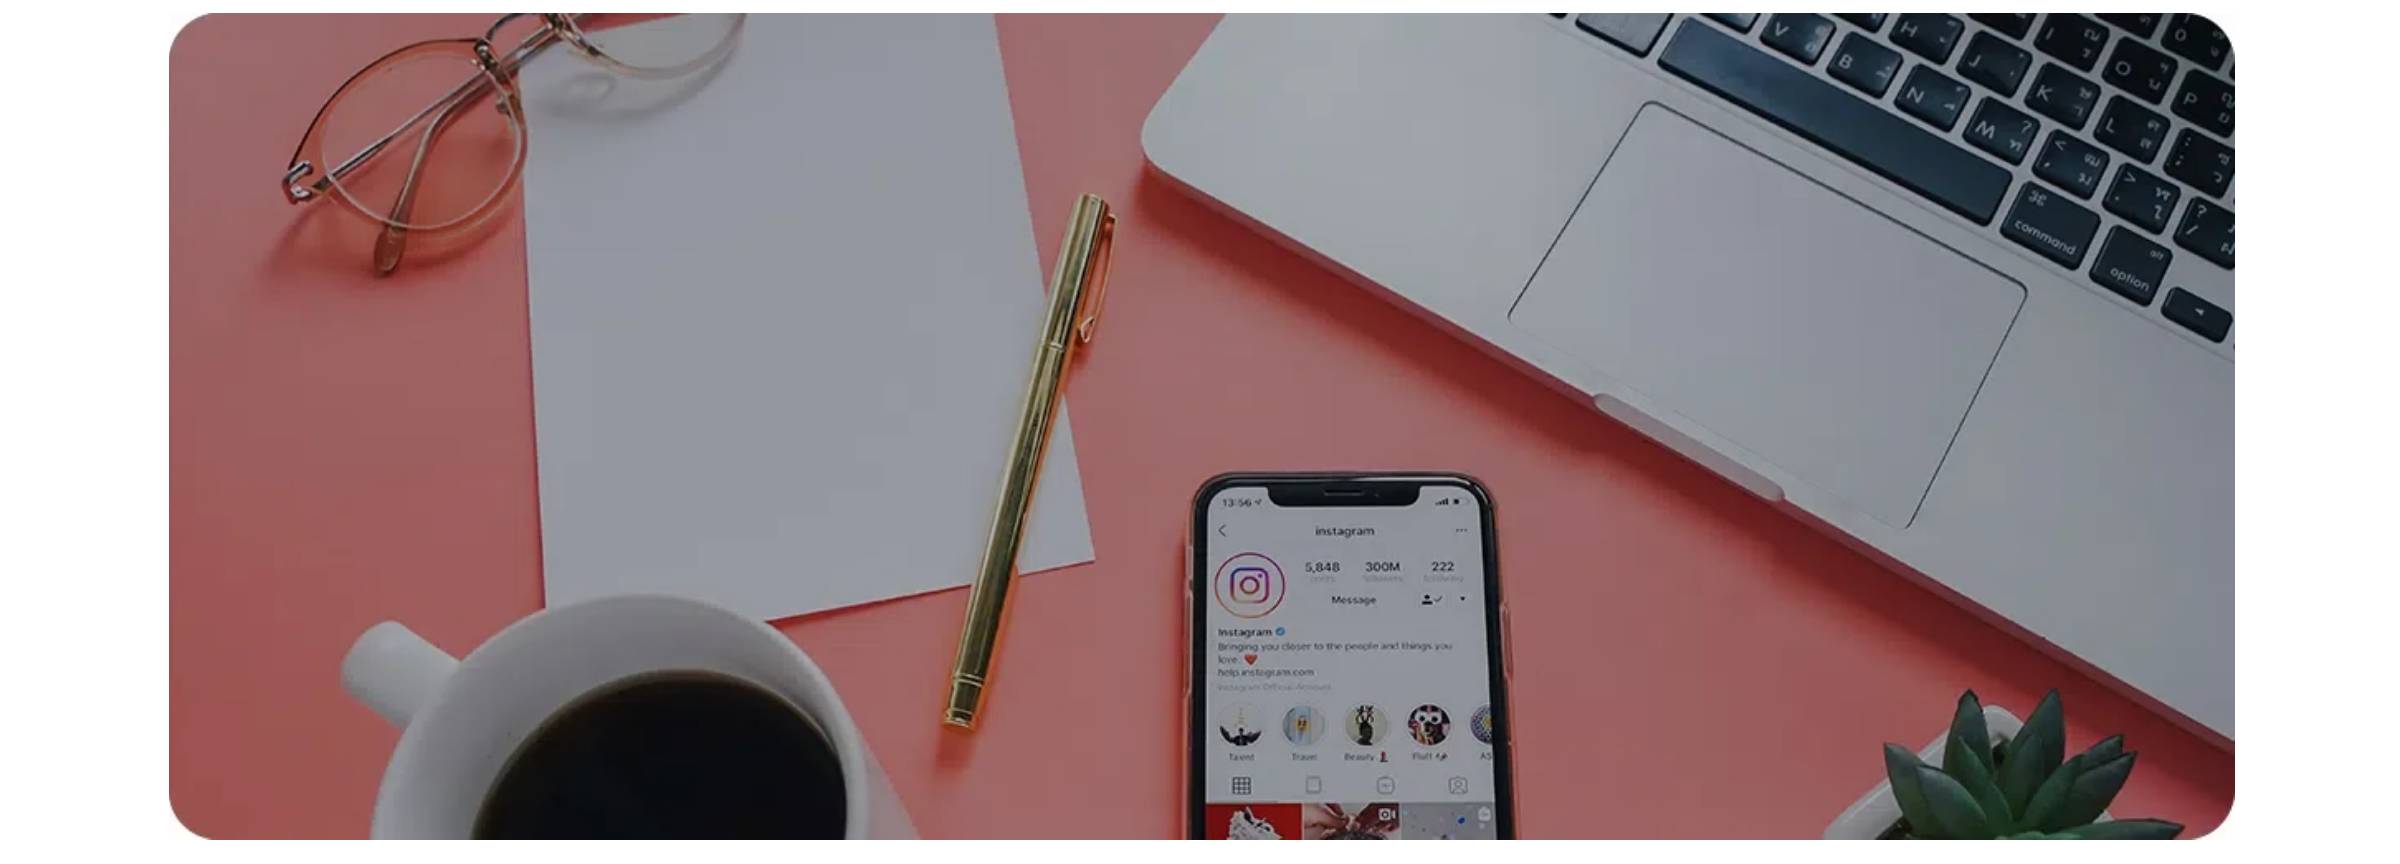 V
H
I
O
B
J
O
P
N
K
M
L
command
option
13:56
instagram
5,848 300M 222
posts followers following
Message
Instagram
Bringing you closer to the people and things you
love. ❤️
help.instagram.com
Instagram Official Account
Talent Travel Beauty 💄 Fluff AS